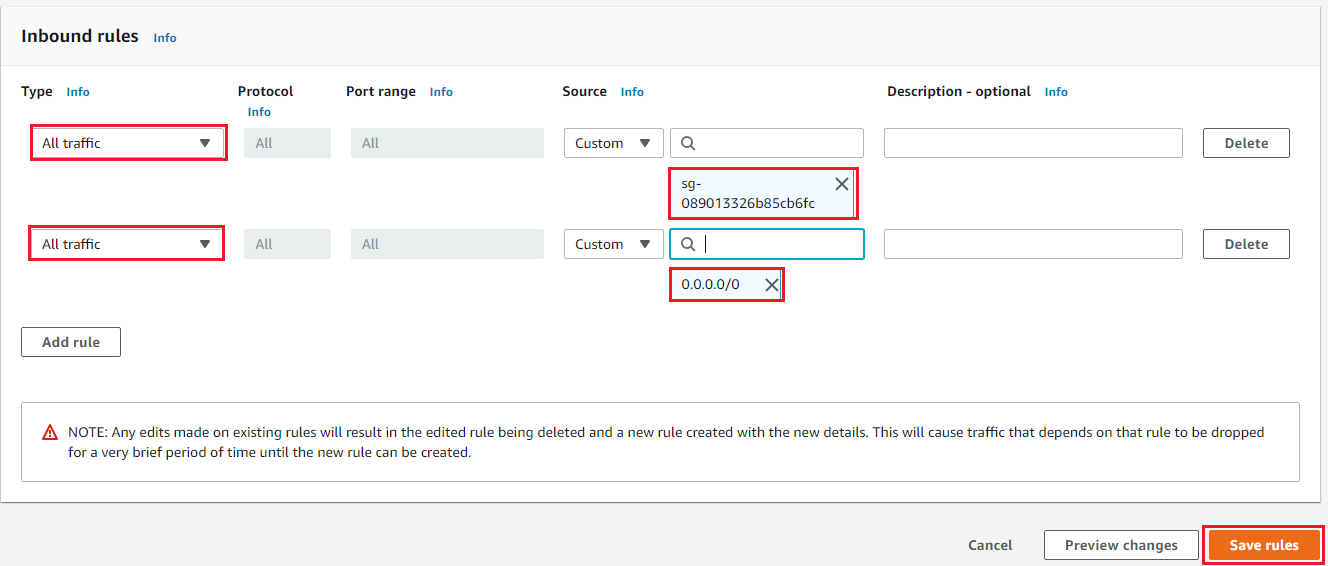 Inbound rules Info
Type Info Protocol Info Port range Info Source Info Description - optional Info
All traffic All All Custom Delete
sg-
089013326b85cb6fc
All traffic All All Custom Delete
0.0.0.0/0
Add rule
NOTE: Any edits made on existing rules will result in the edited rule being deleted and a new rule created with the new details. This will cause traffic that depends on that rule to be dropped
for a very brief period of time until the new rule can be created.
Cancel Preview changes Save rules